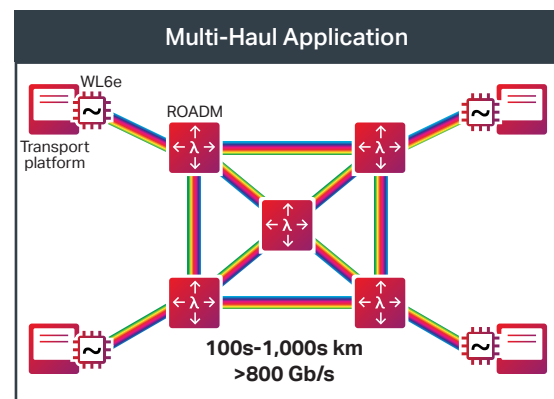 Multi-Haul Application
WL6e
ROADM
Transport
platform
~
~
λ
λ
λ
λ
λ
~
~
100s-1,000s km
>800 Gb/s